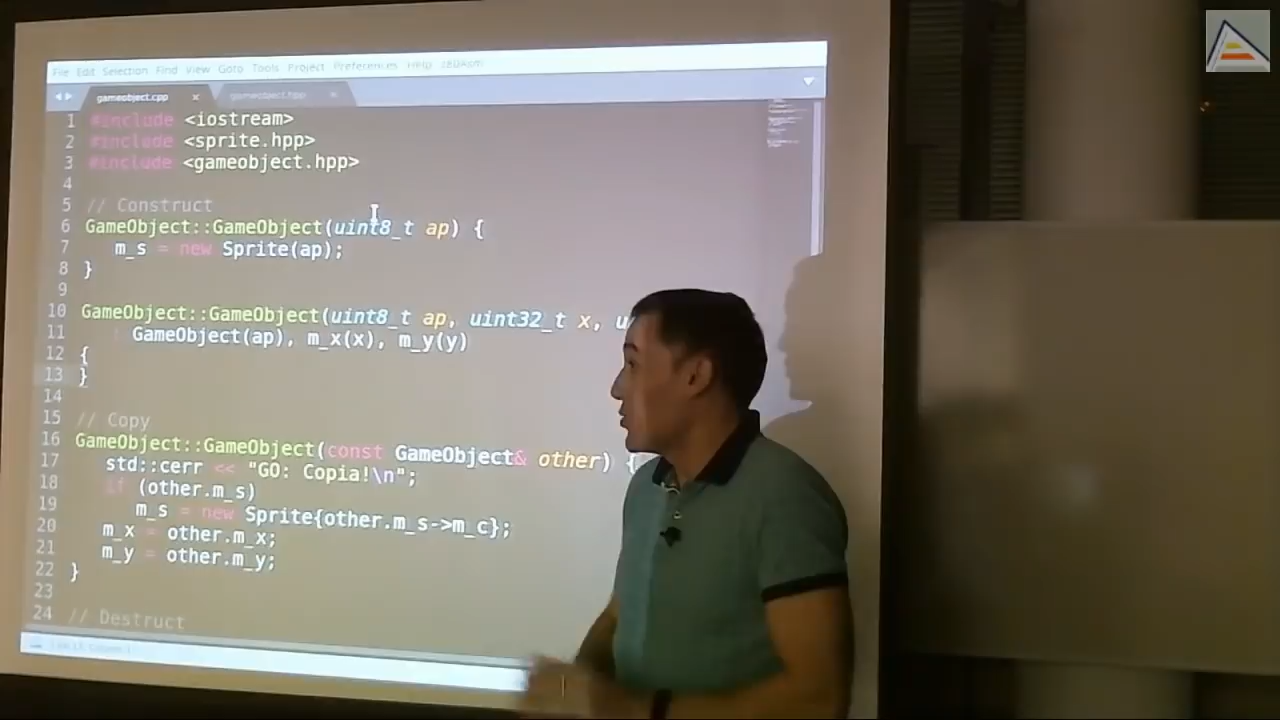 File Edit Selection Find View Goto Tools Project Preferences Help
gameobject.cpp gameobject.hpp
1 #include <iostream>
2 #include <sprite.hpp>
3 #include <gameobject.hpp>
4
5 // Construct
6 GameObject::GameObject(uint8_t ap) {
7 m_s = new Sprite(ap);
8 }
9
10 GameObject::GameObject(uint8_t ap, uint32_t x, u
11 GameObject(ap), m_x(x), m_y(y)
12 {
13 }
14
15 // Copy
16 GameObject::GameObject(const GameObject& other) {
17 std::cerr << "GO: Copia!\n";
18 if (other.m_s)
19 m_s = new Sprite{other.m_s->m_c};
20 m_x = other.m_x;
21 m_y = other.m_y;
22 }
23
24 // Destruct